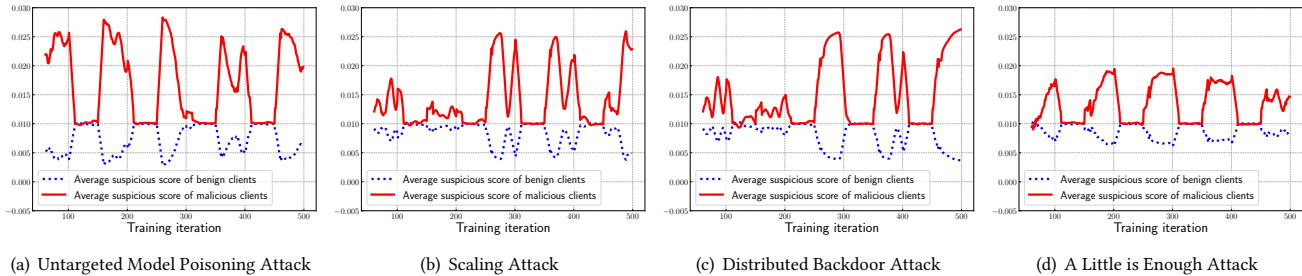 0.030
0.025
0.020
0.015
0.010
0.005
0.000
−0.005
Average suspicious score of benign clients
Average suspicious score of malicious clients
100 200 300 400 500
Training iteration
(a) Untargeted Model Poisoning Attack
0.030
0.025
0.020
0.015
0.010
0.005
0.000
−0.005
Average suspicious score of benign clients
Average suspicious score of malicious clients
100 200 300 400 500
Training iteration
(b) Scaling Attack
0.030
0.025
0.020
0.015
0.010
0.005
0.000
−0.005
Average suspicious score of benign clients
Average suspicious score of malicious clients
100 200 300 400 500
Training iteration
(c) Distributed Backdoor Attack
0.030
0.025
0.020
0.015
0.010
0.005
0.000
−0.005
Average suspicious score of benign clients
Average suspicious score of malicious clients
100 200 300 400 500
Training iteration
(d) A Little is Enough Attack